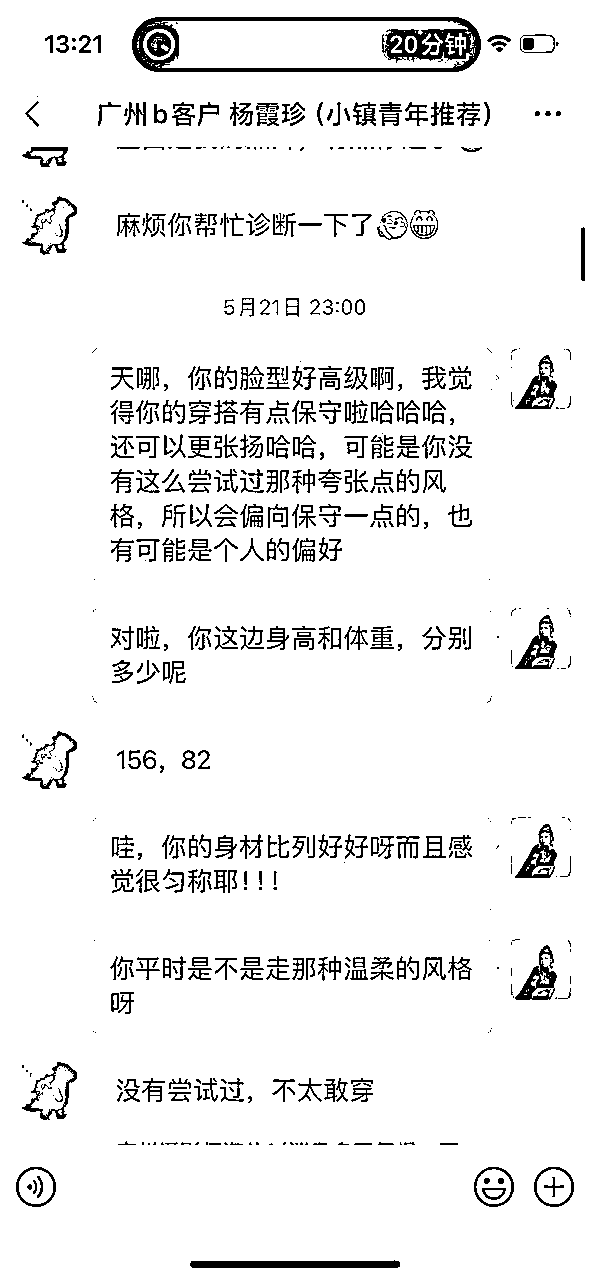 13:21
20分钟
广州b客户 杨霞珍（小镇青年推荐）
麻烦你帮忙诊断一下了
5月21日 23:00
天哪，你的脸型好高级啊，我觉
得你的穿搭有点保守啦哈哈哈，
还可以更张扬哈哈，可能是你没
有这么尝试过那种夸张点的风
格，所以会偏向保守一点的，也
有可能是个人的偏好
对啦，你这边身高和体重，分别
多少呢
156，82
哇，你的身材比列好好呀而且感
觉很匀称耶！！！
你平时是不是走那种温柔的风格
呀
没有尝试过，不太敢穿